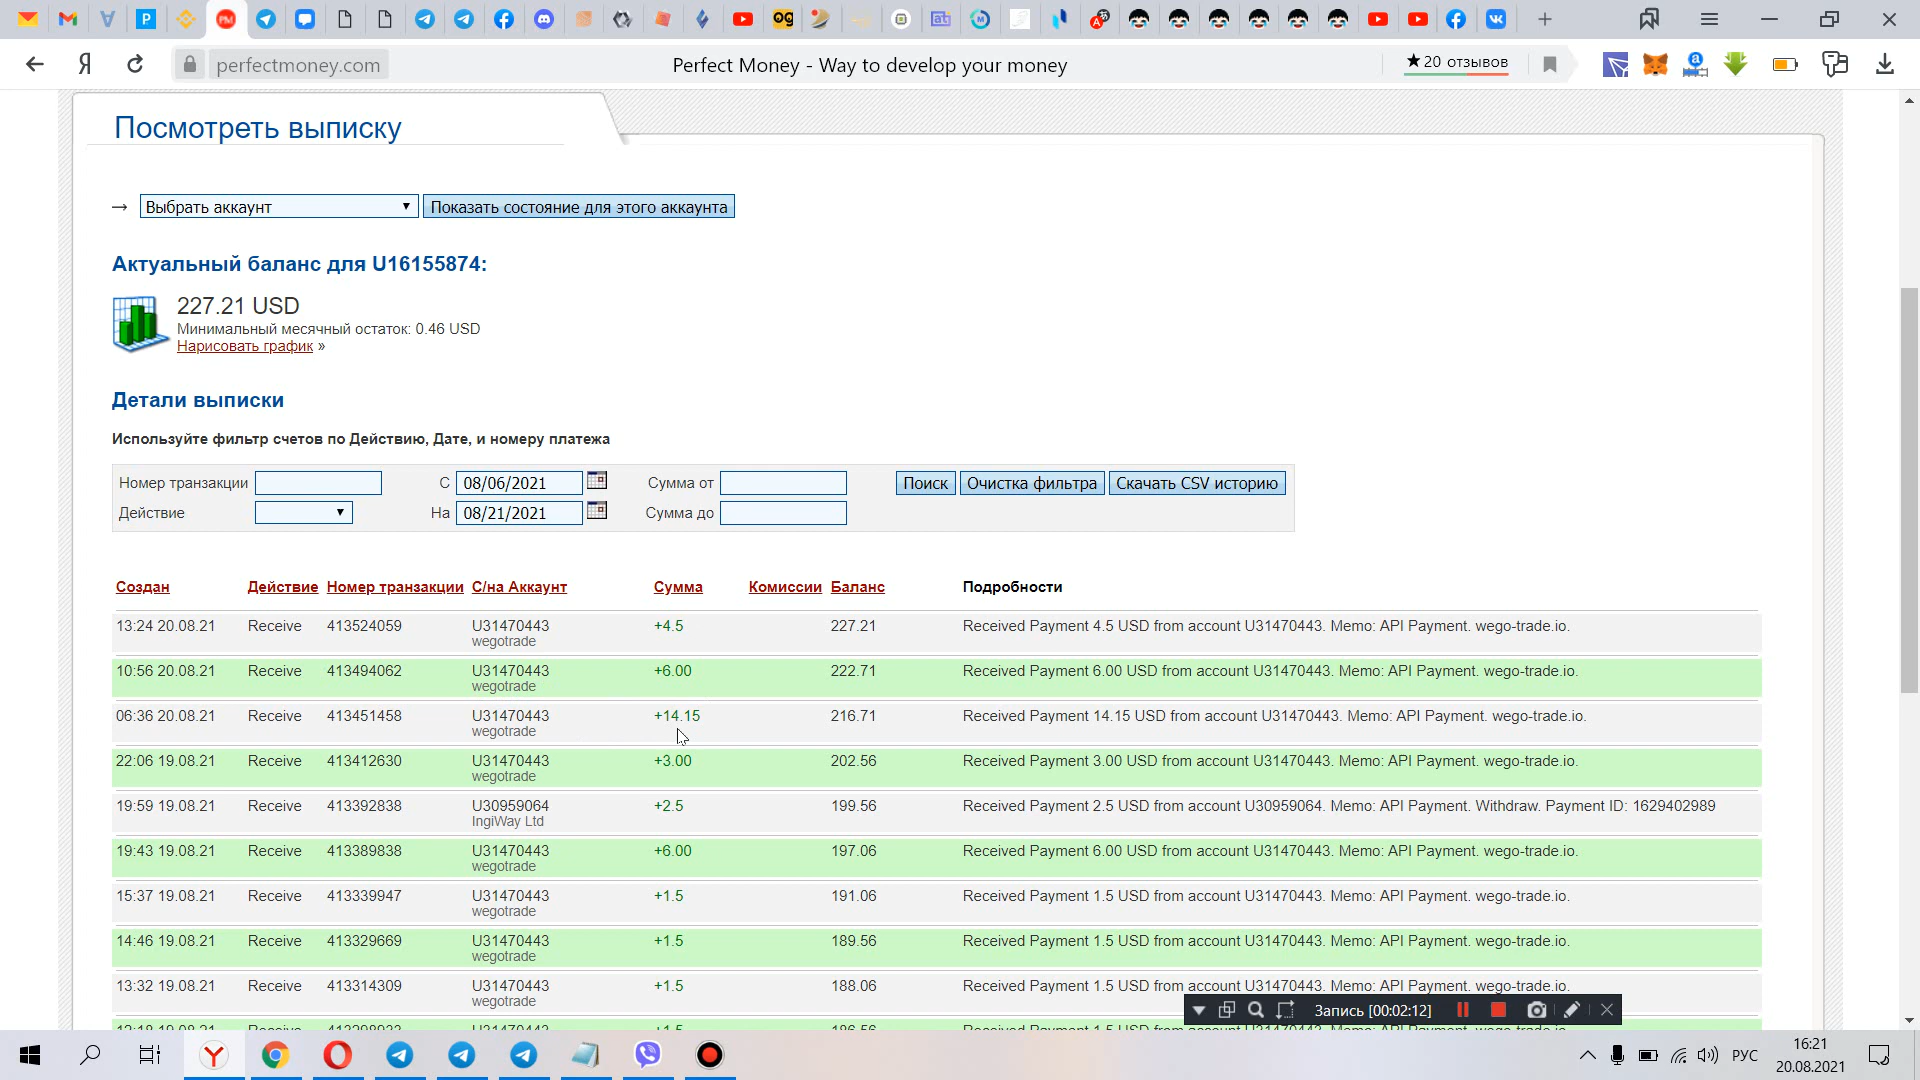 perfectmoney.com
Perfect Money - Way to develop your money
★20 отзывов
Посмотреть выписку
→ Выбрать аккаунт Показать состояние для этого аккаунта
Актуальный баланс для U16155874:
227.21 USD
Минимальный месячный остаток: 0.46 USD
Нарисовать график »
Детали выписки
Используйте фильтр счетов по Действию, Дате, и номеру платежа
Номер транзакции С 08/06/2021 Сумма от Поиск Очистка фильтра Скачать CSV историю
Действие На 08/21/2021 Сумма до
Создан Действие Номер транзакции С/на Аккаунт Сумма Комиссии Баланс Подробности
13:24 20.08.21 Receive 413524059 U31470443 +4.5 227.21 Received Payment 4.5 USD from account U31470443. Memo: API Payment. wego-trade.io.
wegotrade
10:56 20.08.21 Receive 413494062 U31470443 +6.00 222.71 Received Payment 6.00 USD from account U31470443. Memo: API Payment. wego-trade.io.
wegotrade
06:36 20.08.21 Receive 413451458 U31470443 +14.15 216.71 Received Payment 14.15 USD from account U31470443. Memo: API Payment. wego-trade.io.
wegotrade
22:06 19.08.21 Receive 413412630 U31470443 +3.00 202.56 Received Payment 3.00 USD from account U31470443. Memo: API Payment. wego-trade.io.
wegotrade
19:59 19.08.21 Receive 413392838 U30959064 +2.5 199.56 Received Payment 2.5 USD from account U30959064. Memo: API Payment. Withdraw. Payment ID: 1629402989
IngiWay Ltd
19:43 19.08.21 Receive 413389838 U31470443 +6.00 197.06 Received Payment 6.00 USD from account U31470443. Memo: API Payment. wego-trade.io.
wegotrade
15:37 19.08.21 Receive 413339947 U31470443 +1.5 191.06 Received Payment 1.5 USD from account U31470443. Memo: API Payment. wego-trade.io.
wegotrade
14:46 19.08.21 Receive 413329669 U31470443 +1.5 189.56 Received Payment 1.5 USD from account U31470443. Memo: API Payment. wego-trade.io.
wegotrade
13:32 19.08.21 Receive 413314309 U31470443 +1.5 188.06 Received Payment 1.5 USD from account U31470443. Memo: API Payment. wego-trade.io.
wegotrade
Запись [00:02:12]
РУС
16:21
20.08.2021